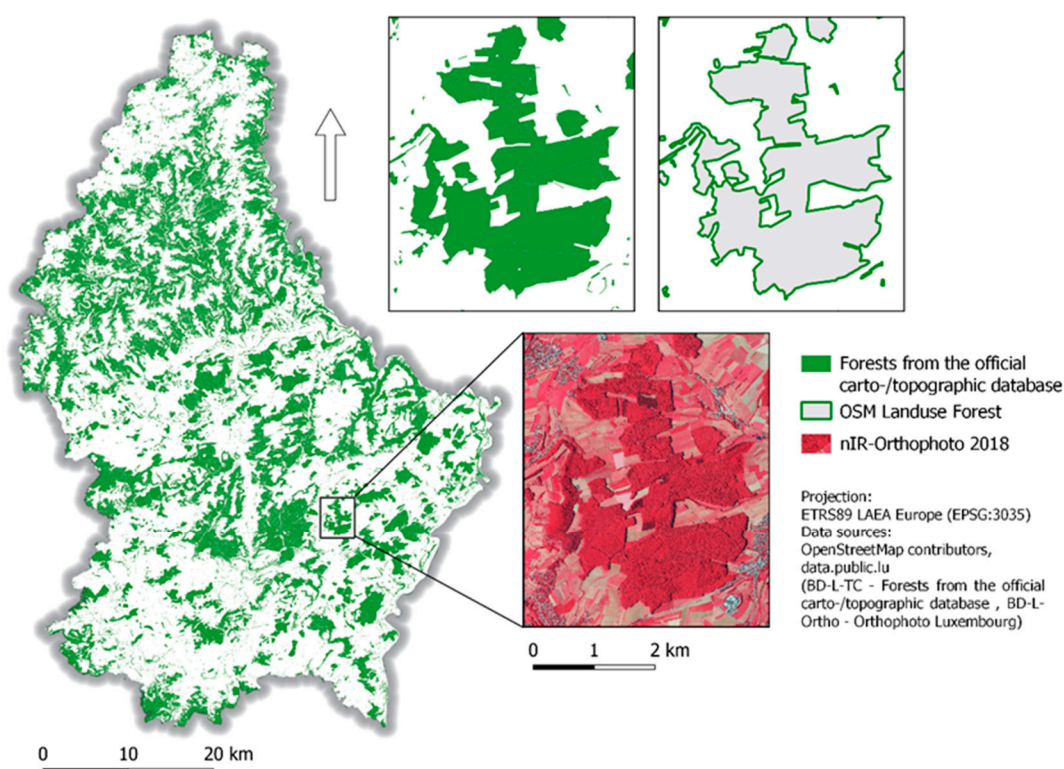 Forests from the official
carto-/topographic database
OSM Landuse Forest
nIR-Orthophoto 2018
Projection:
ETRS89 LAEA Europe (EPSG:3035)
Data sources:
OpenStreetMap contributors,
data.public.lu
(BD-L-TC - Forests from the official
carto-/topographic database , BD-L-
Ortho - Orthophoto Luxembourg)
0 1 2 km
0 10 20 km